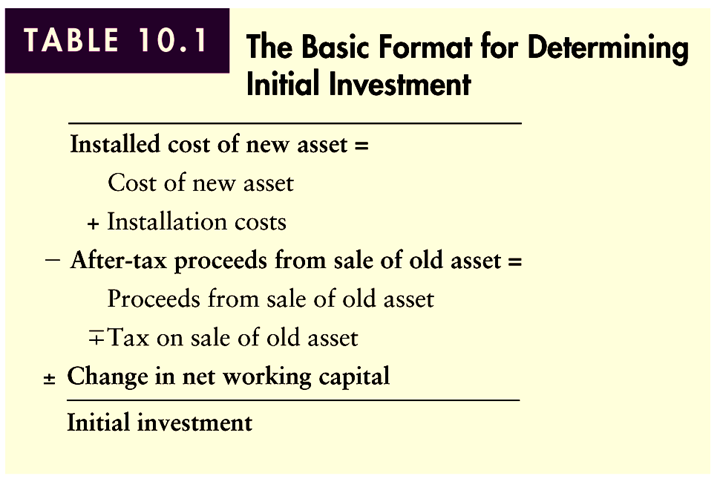 TABLE 10.1
The Basic Format for Determining
Initial Investment
Installed cost of new asset =
Cost of new asset
+ Installation costs
− After-tax proceeds from sale of old asset =
Proceeds from sale of old asset
∓Tax on sale of old asset
± Change in net working capital
Initial investment